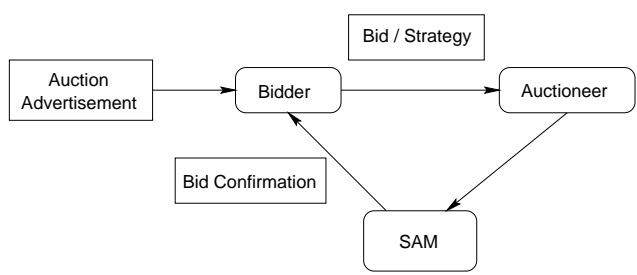 Bid / Strategy
Auction
Advertisement
Bidder
Auctioneer
Bid Confirmation
SAM